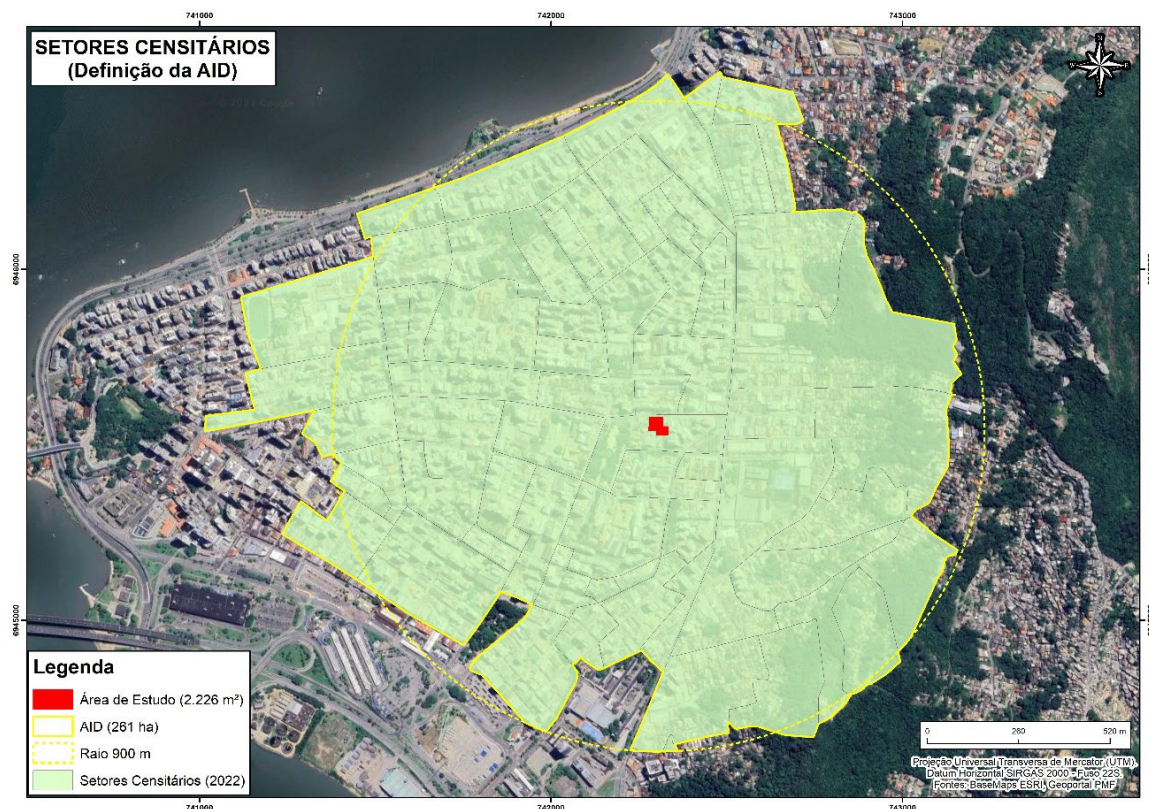 741000
742000
743000
SETORES CENSITÁRIOS
(Definição da AID)
N
W
E
S
6946000
6945000
Legenda
Área de Estudo (2.226 m²)
AID (261 ha)
Raio 900 m
Setores Censitários (2022)
0
260
520 m
Projeção Universal Transversa de Mercator (UTM).
Datum Horizontal SIRGAS 2000 - Fuso 22S.
Fontes: BaseMaps ESRI, Geoportal PMF
741000
742000
743000